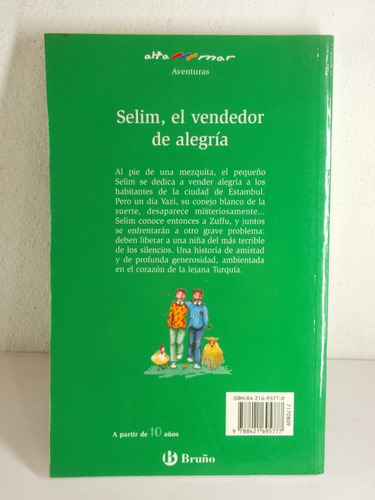 alta mar
Aventuras
Selim, el vendedor
de alegría
Al pie de una mezquita, el pequeño
Selim se dedica a vender alegría a los
habitantes de la ciudad de Estambul.
Pero un día Yazi, su conejo blanco de la
suerte, desaparece misteriosamente...
Selim conoce entonces a Zuffu, y juntos
se enfrentarán a otro grave problema:
deben liberar a una niña del más terrible
de los silencios. Una historia de amistad
y de profunda generosidad, ambientada
en el corazón de la lejana Turquía.
ISBN.84-216-9577-0
7170809
9 788421 695777
A partir de 10 años
Bruño